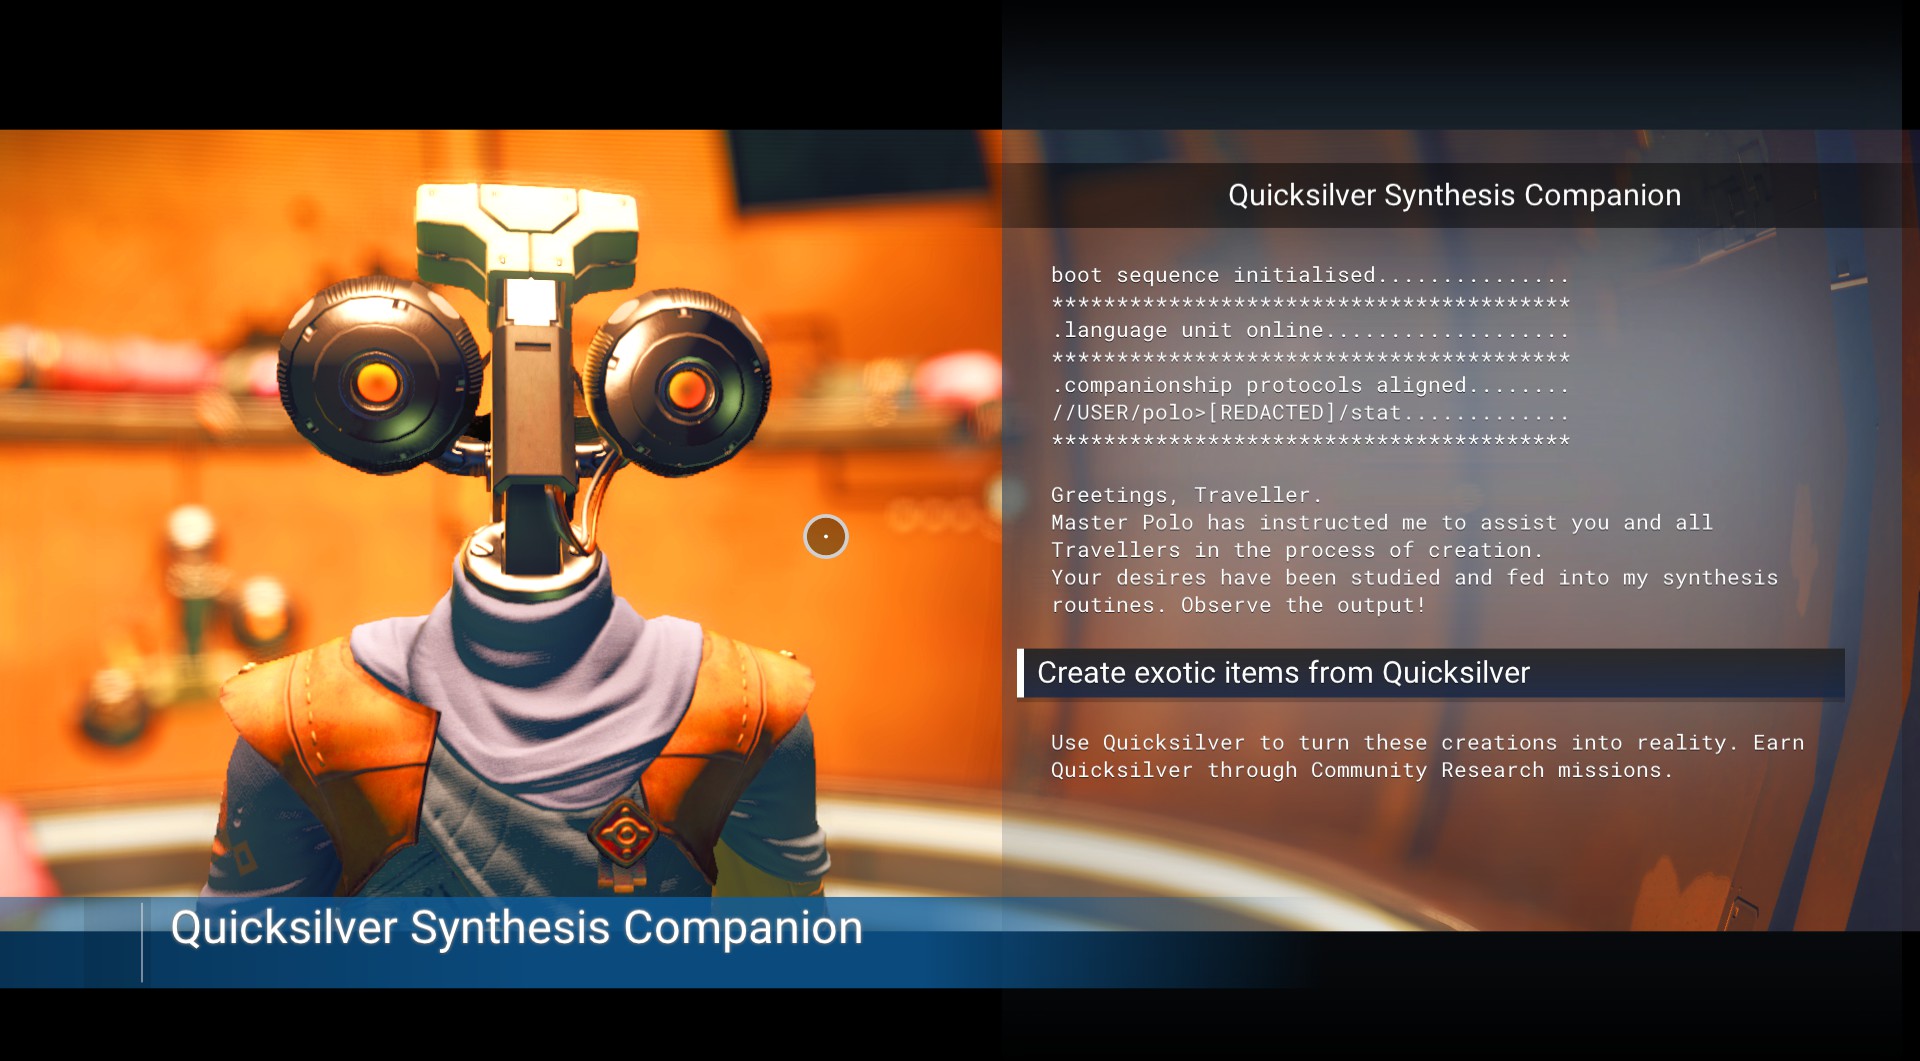 Quicksilver Synthesis Companion
boot sequence initialised...............
****************************************
.language unit online...................
****************************************
.companionship protocols aligned........
//USER/polo>[REDACTED]/stat.............
****************************************
Greetings, Traveller.
Master Polo has instructed me to assist you and all
Travellers in the process of creation.
Your desires have been studied and fed into my synthesis
routines. Observe the output!
Create exotic items from Quicksilver
Use Quicksilver to turn these creations into reality. Earn
Quicksilver through Community Research missions.
Quicksilver Synthesis Companion